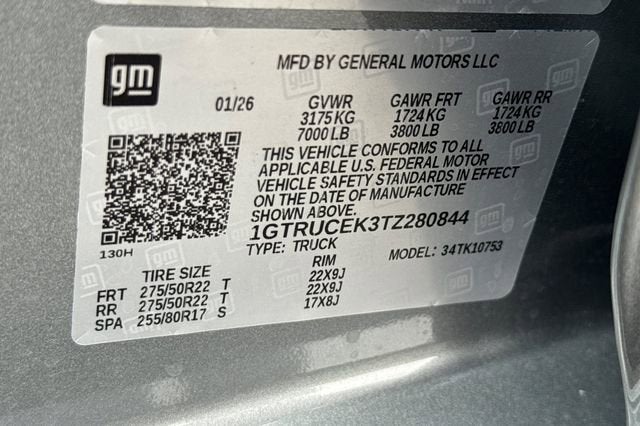 gm
MFD BY GENERAL MOTORS LLC
01/26 GVWR GAWR FRT GAWR RR
3175 KG 1724 KG 1724 KG
7000 LB 3800 LB 3800 LB
THIS VEHICLE CONFORMS TO ALL
APPLICABLE U.S. FEDERAL MOTOR
VEHICLE SAFETY STANDARDS IN EFFECT
ON THE DATE OF MANUFACTURE
SHOWN ABOVE.
1GTRUCEK3TZ280844
TYPE: TRUCK MODEL: 34TK10753
130H
TIRE SIZE RIM
FRT 275/50R22 T 22X9J
RR 275/50R22 T 22X9J
SPA 255/80R17 S 17X8J